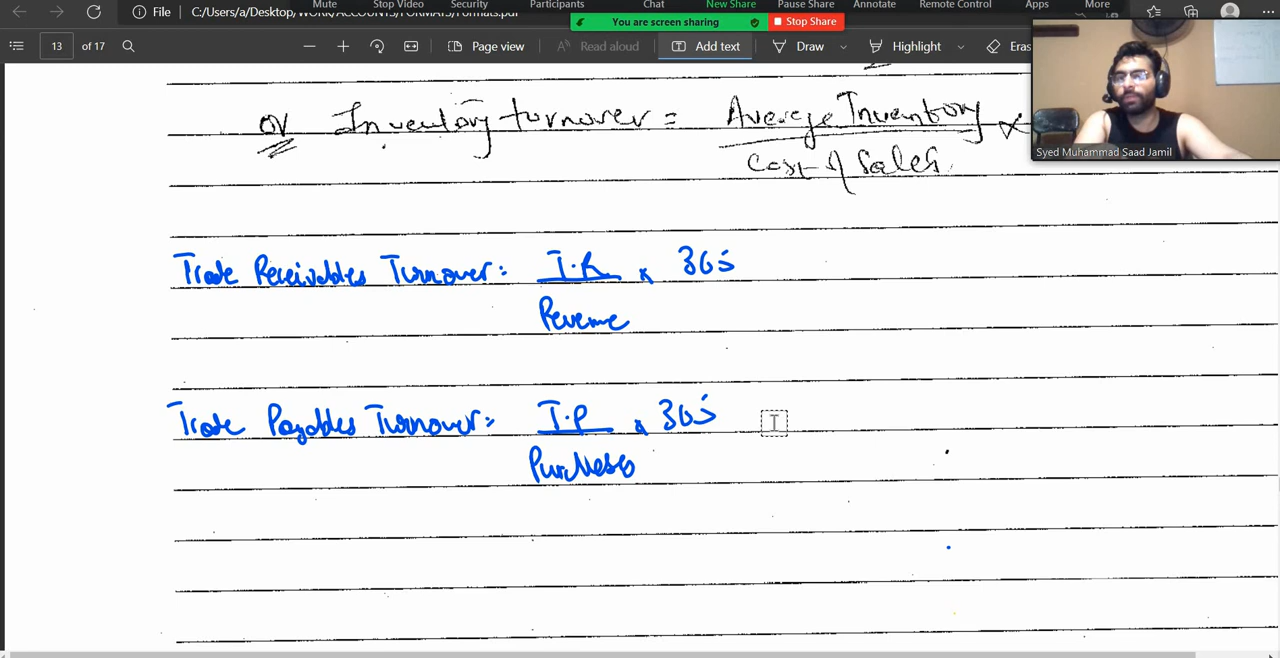 Mute Stop Video Security Participants Chat New Share Pause Share Annotate Remote Control Apps More
File C:/Users/a/Desktop/
You are screen sharing Stop Share
13 of 17 Page view Read aloud Add text Draw Highlight Eras
or Inventory turnover = Average Inventory ×
Cost of Sales
Syed Muhammad Saad Jamil
Trade Receivables Turnover: T.R × 365
Revenue
Trade Payables Turnover: T.P × 365
Purchases